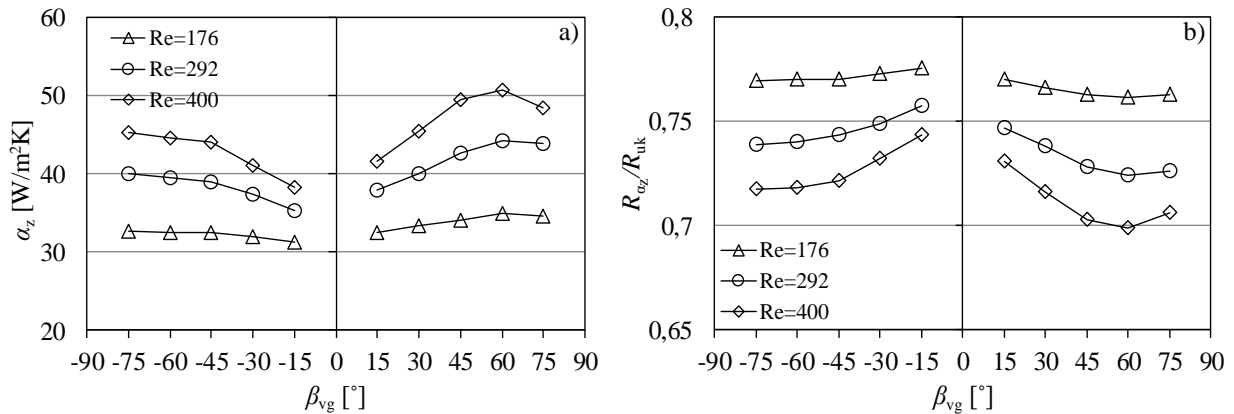 60
50
40
30
20
α_z [W/m²K]
Re=176
Re=292
Re=400
a)
-90 -75 -60 -45 -30 -15 0 15 30 45 60 75 90
β_vg [°]
0,8
0,75
0,7
0,65
R_αz/R_uk
b)
Re=176
Re=292
Re=400
-90 -75 -60 -45 -30 -15 0 15 30 45 60 75 90
β_vg [°]